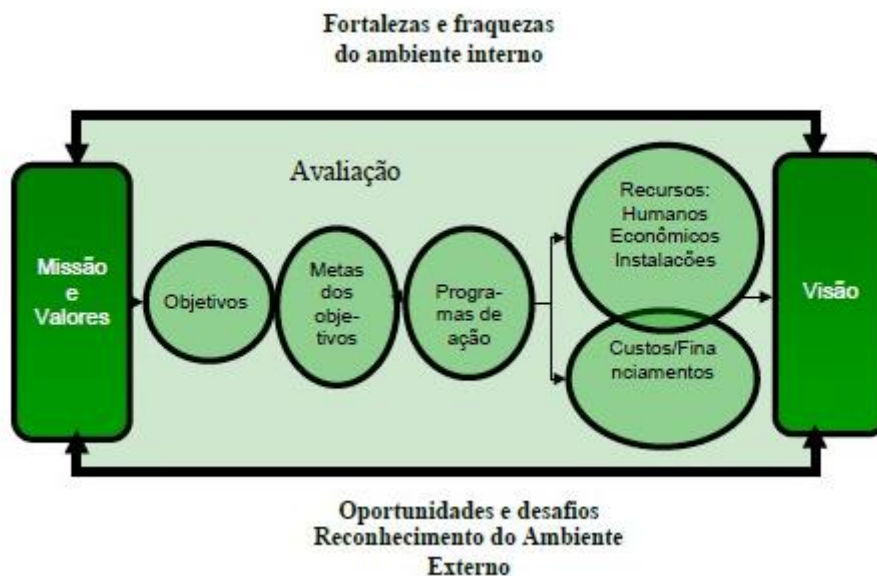 Fortalezas e fraquezas
do ambiente interno
Avaliação
Missão
e
Valores
Objetivos
Metas
dos
obje-
tivos
Progra-
mas de
ação
Recursos:
Humanos
Econômicos
Instalacões
Custos/Fina
nciamentos
Visão
Oportunidades e desafios
Reconhecimento do Ambiente
Externo